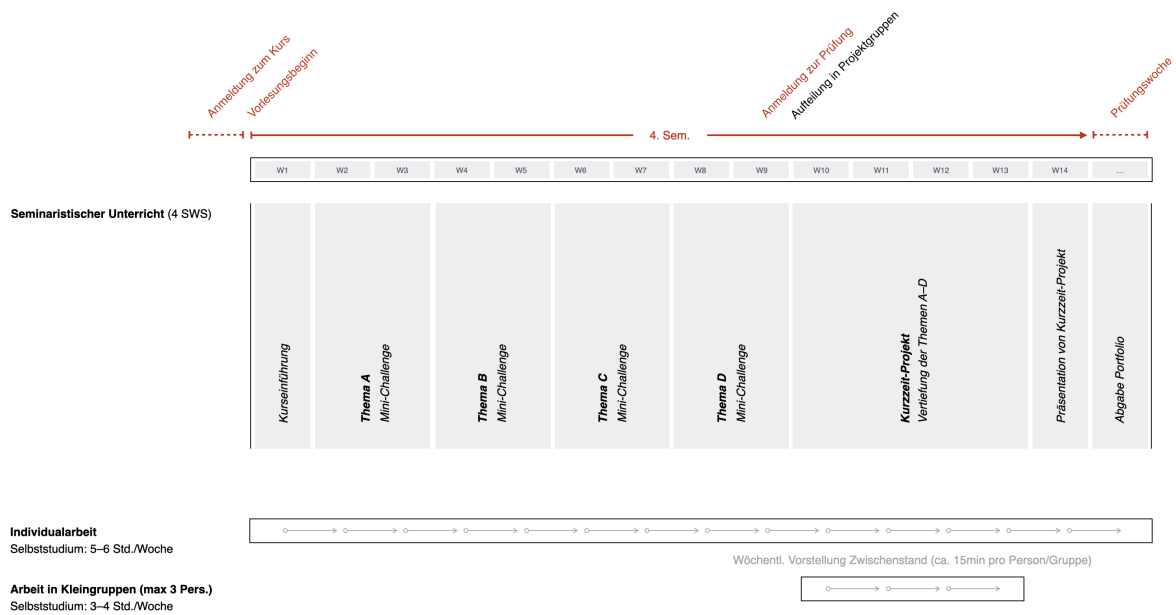 Anmeldung zum Kurs
Vorlesungsbeginn
Anmeldung zur Prüfung
Aufteilung in Projektgruppen
Prüfungswoche
4. Sem.
W1 W2 W3 W4 W5 W6 W7 W8 W9 W10 W11 W12 W13 W14 ...
Seminaristischer Unterricht (4 SWS)
Kurseinführung
Thema A
Mini-Challenge
Thema B
Mini-Challenge
Thema C
Mini-Challenge
Thema D
Mini-Challenge
Kurzzeit-Projekt
Vertiefung der Themen A–D
Präsentation von Kurzzeit-Projekt
Abgabe Portfolio
Individualarbeit
Selbststudium: 5–6 Std./Woche
Wöchentl. Vorstellung Zwischenstand (ca. 15min pro Person/Gruppe)
Arbeit in Kleingruppen (max 3 Pers.)
Selbststudium: 3–4 Std./Woche